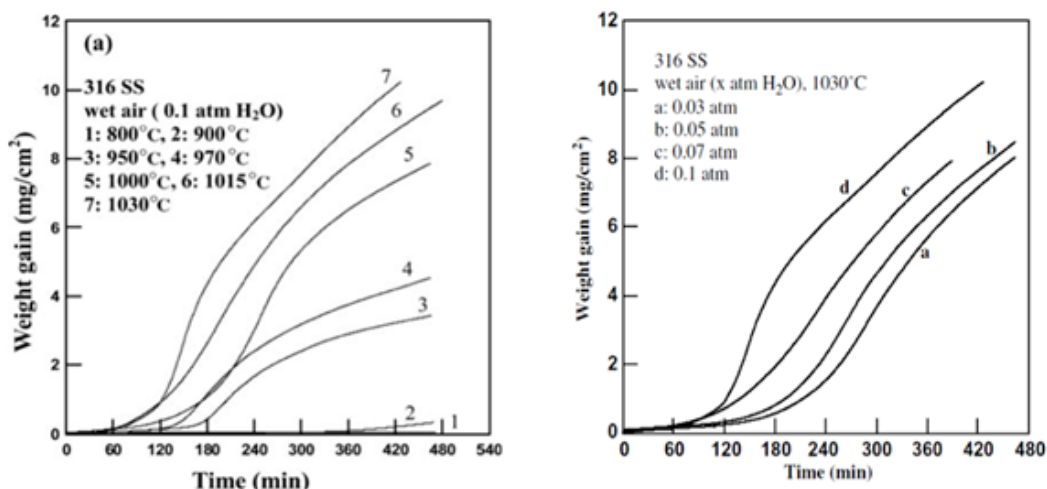 (a)
316 SS
wet air ( 0.1 atm H₂O)
1: 800°C, 2: 900°C
3: 950°C, 4: 970°C
5: 1000°C, 6: 1015°C
7: 1030°C
Weight gain (mg/cm²)
12
10
8
6
4
2
0
7
6
5
4
3
2
1
0 60 120 180 240 300 360 420 480 540
Time (min)
316 SS
wet air (x atm H₂O), 1030°C
a: 0.03 atm
b: 0.05 atm
c: 0.07 atm
d: 0.1 atm
Weight gain (mg/cm²)
12
10
8
6
4
2
0
d
c
b
a
0 60 120 180 240 300 360 420 480
Time (min)